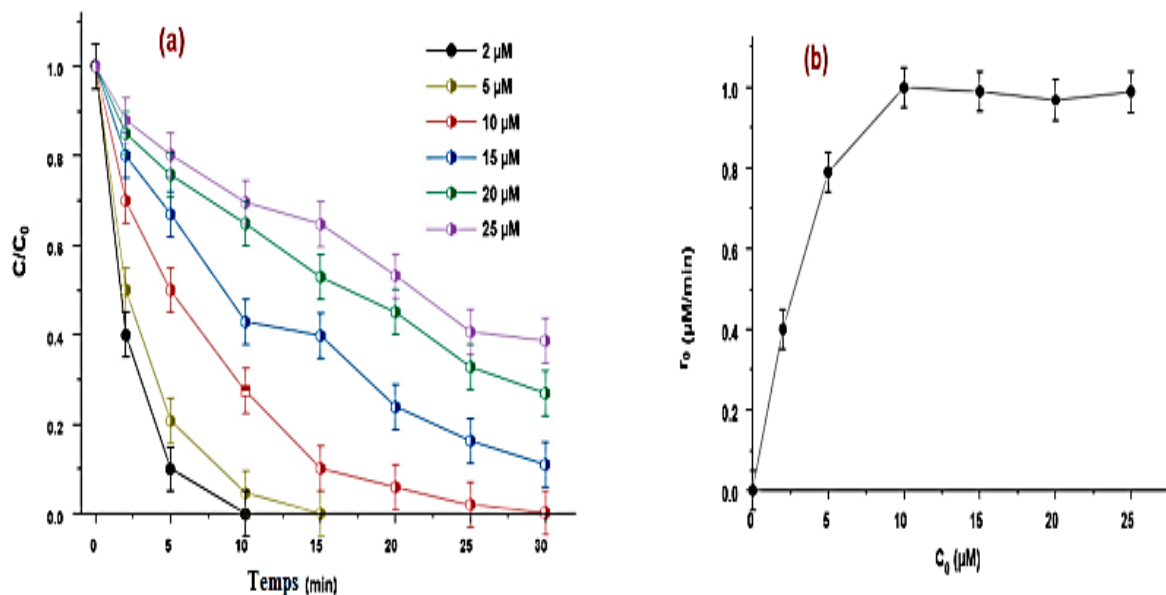 (a)
2 µM
5 µM
10 µM
15 µM
20 µM
25 µM
C/C₀
1.0
0.8
0.6
0.4
0.2
0.0
0 5 10 15 20 25 30
Temps (min)
(b)
r₀ (µM/min)
1.0
0.8
0.6
0.4
0.2
0.0
0 5 10 15 20 25
C₀ (µM)